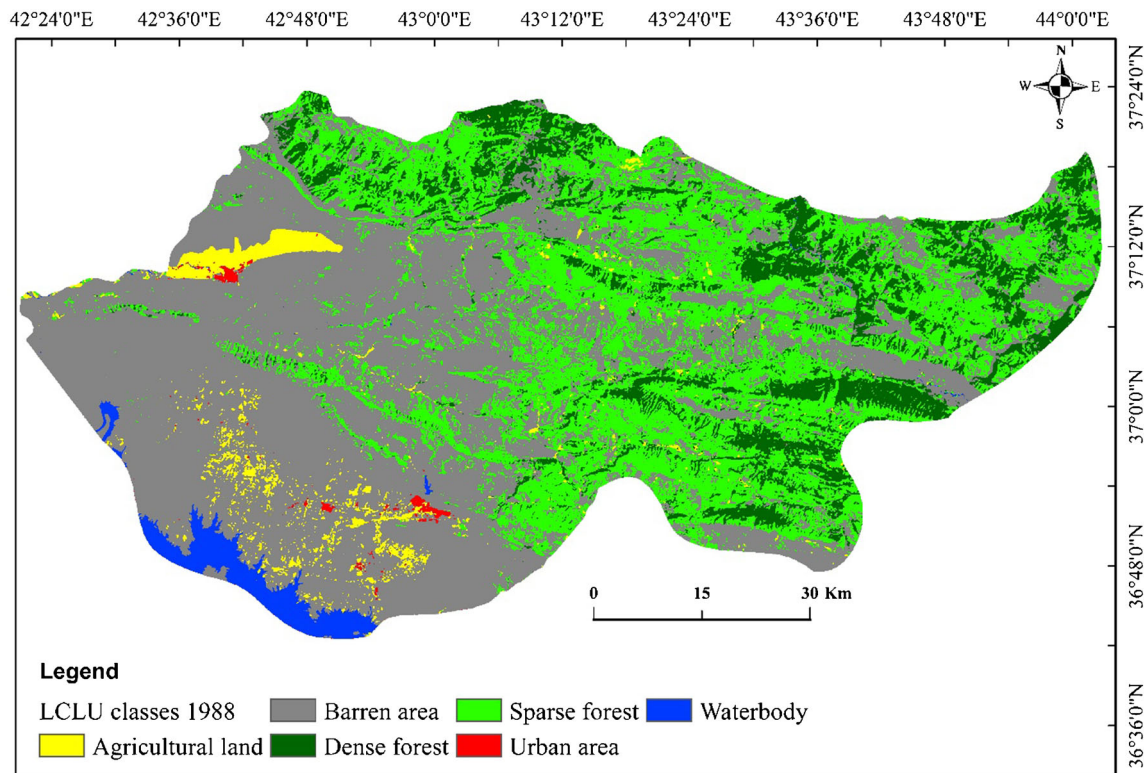 42°24'0"E 42°36'0"E 42°48'0"E 43°00'0"E 43°12'0"E 43°24'0"E 43°36'0"E 43°48'0"E 44°0'0"E
N
W E
S
37°24'0"N
37°12'0"N
37°00'0"N
36°48'0"N
36°36'0"N
0 15 30 Km
Legend
LCLU classes 1988 Barren area Sparse forest Waterbody
Agricultural land Dense forest Urban area